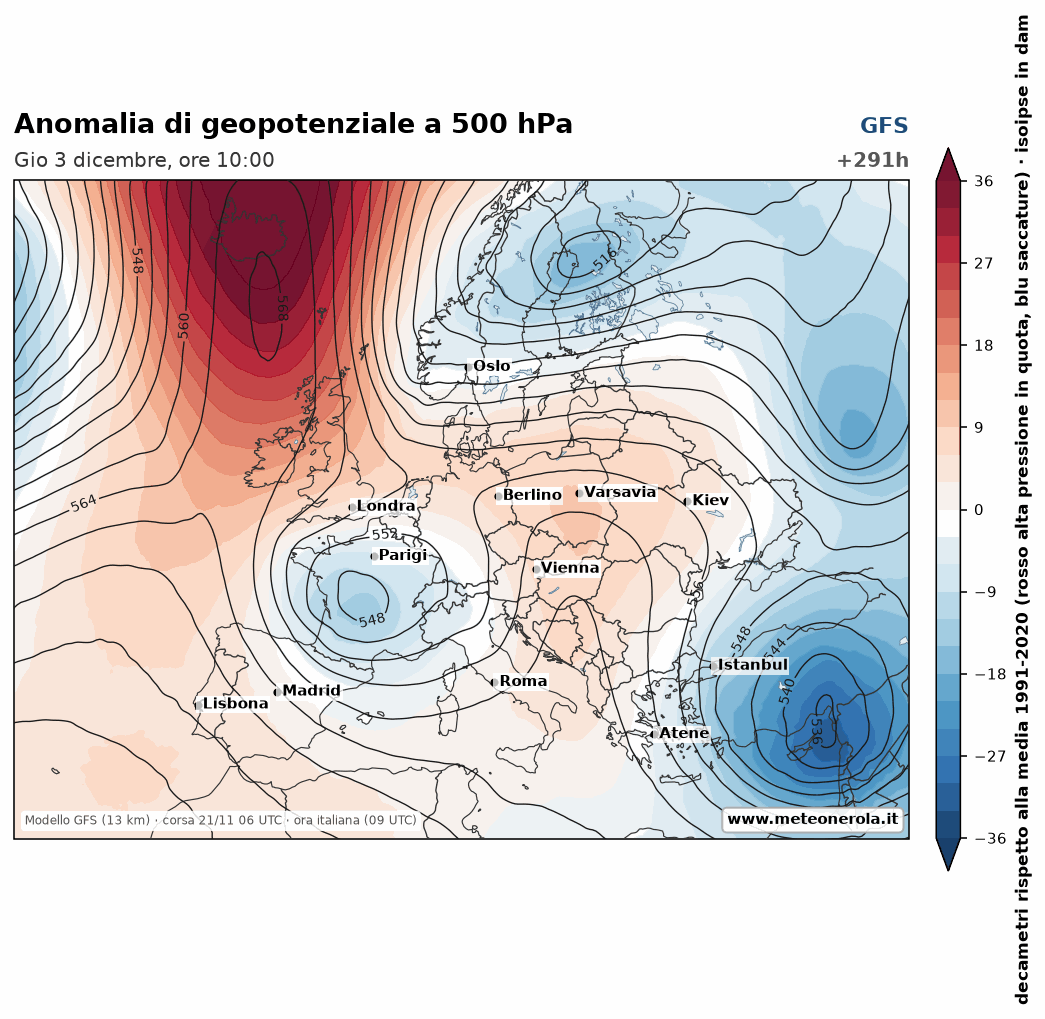 Anomalia di geopotenziale a 500 hPa
GFS
Gio 3 dicembre, ore 10:00
+291h
548
560
568
516
Oslo
564
Londra
Berlino
Varsavia
Kiev
552
Parigi
Vienna
548
556
548
544
540
536
Istanbul
Madrid
Roma
Lisbona
Atene
Modello GFS (13 km) · corsa 21/11 06 UTC · ora italiana (09 UTC)
www.meteonerola.it
36
27
18
9
0
−9
−18
−27
−36
decametri rispetto alla media 1991-2020 (rosso alta pressione in quota, blu saccature) · isoipse in dam